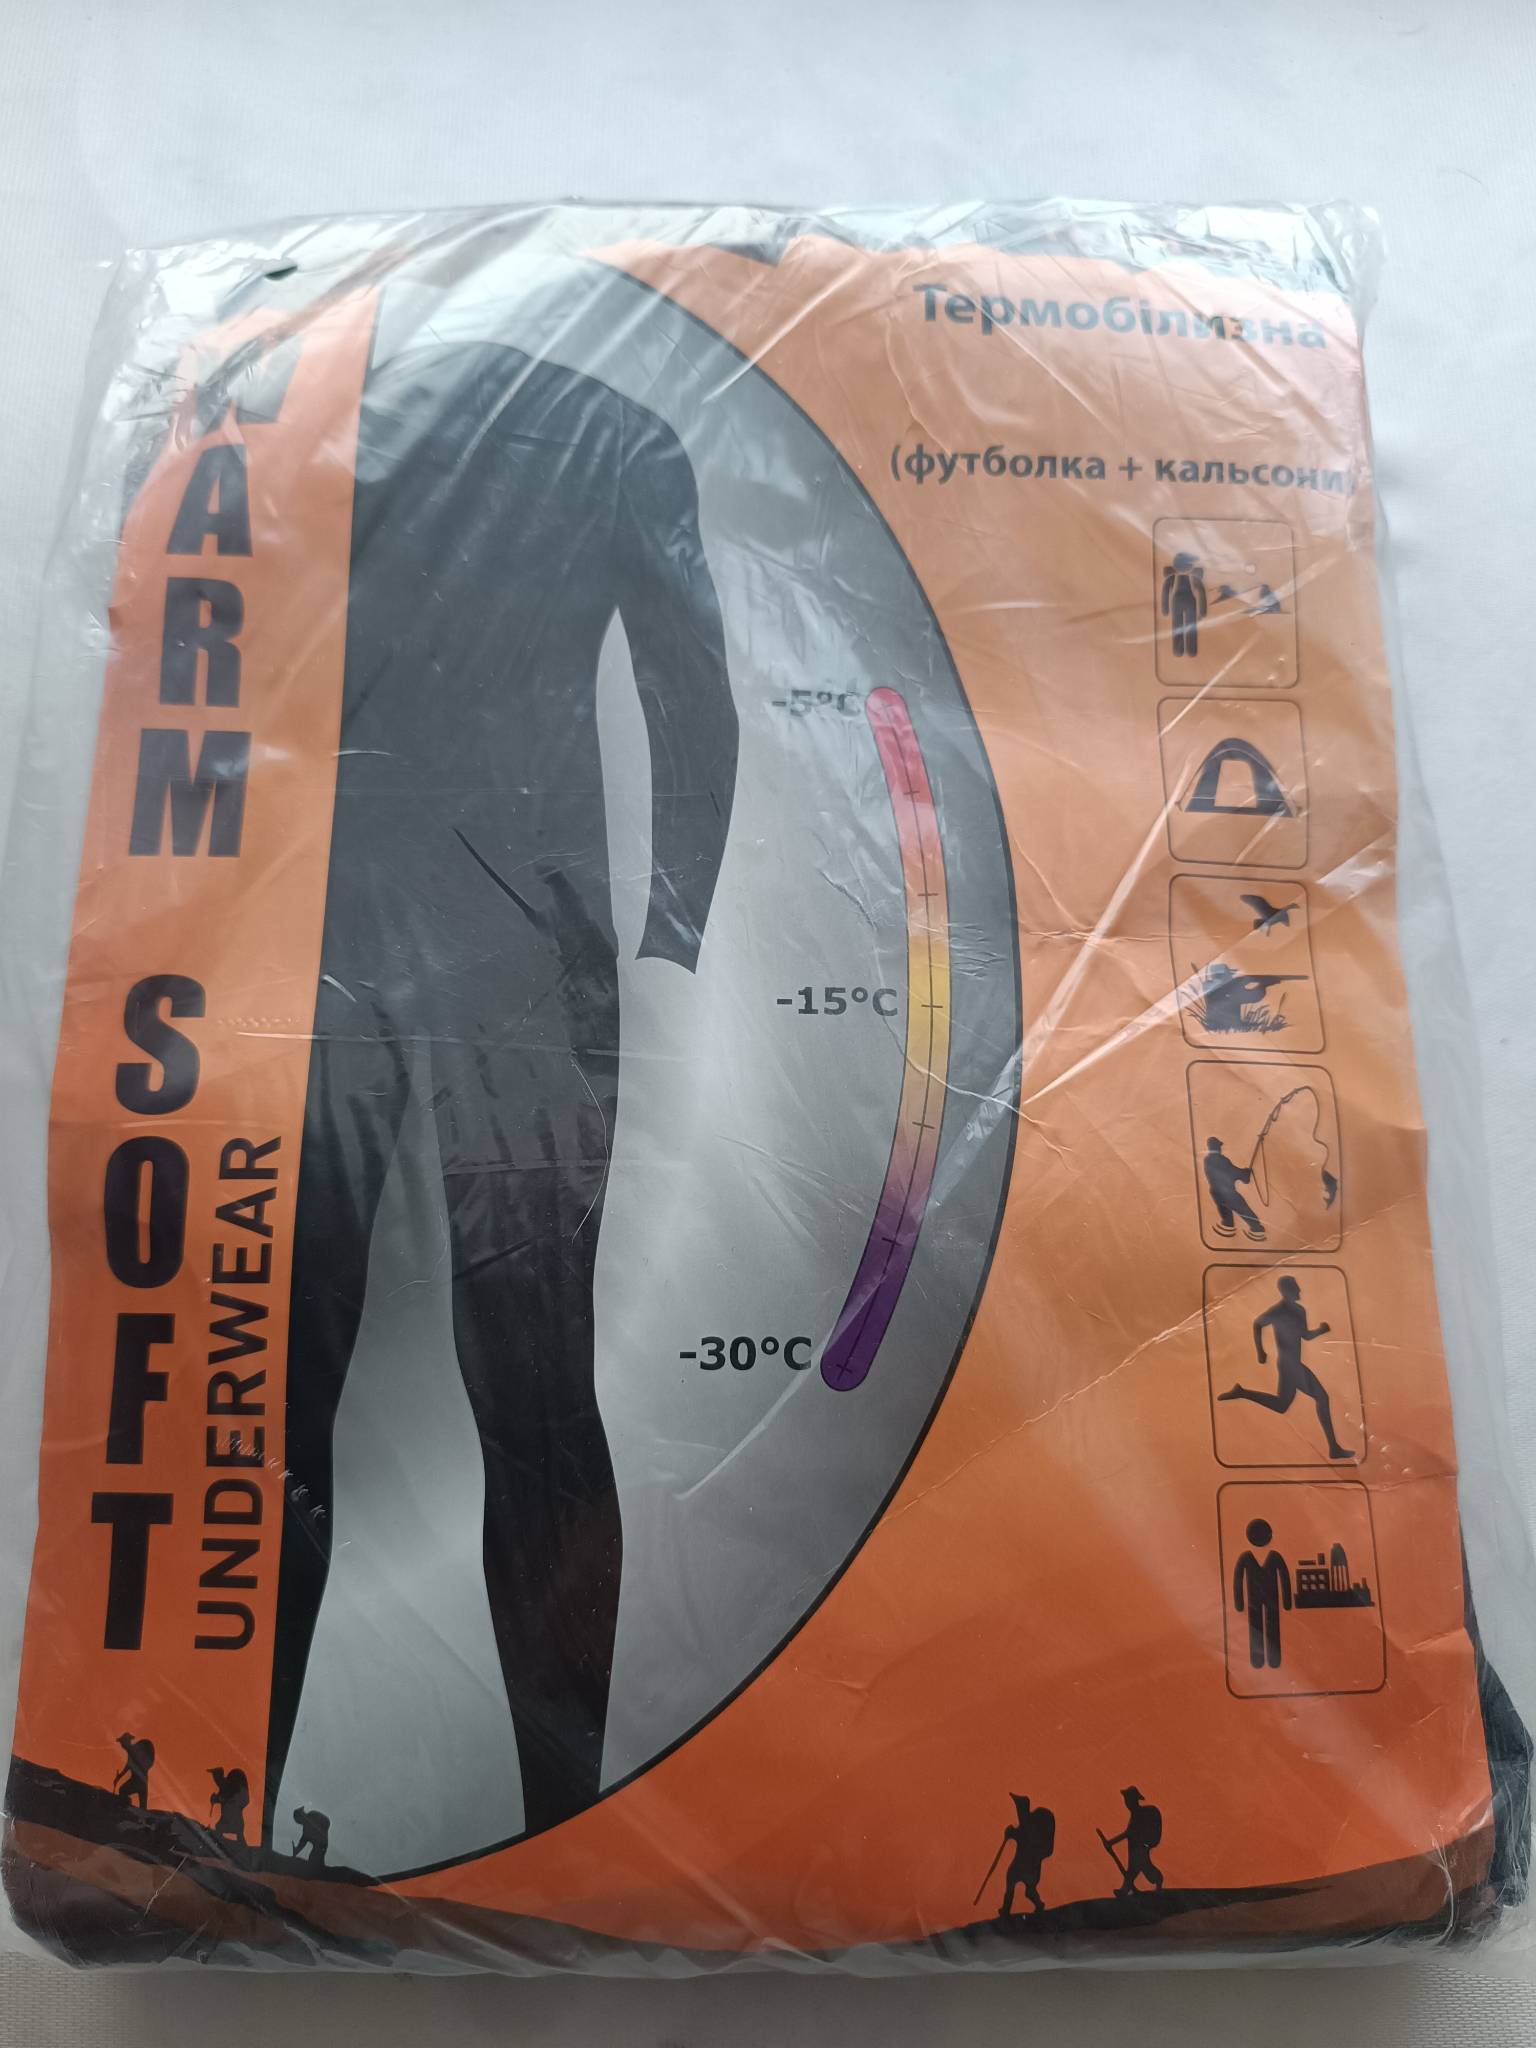 WARM SOFT
UNDERWEAR
Термобілизна
(футболка + кальсони)
-5°C
-15°C
-30°C